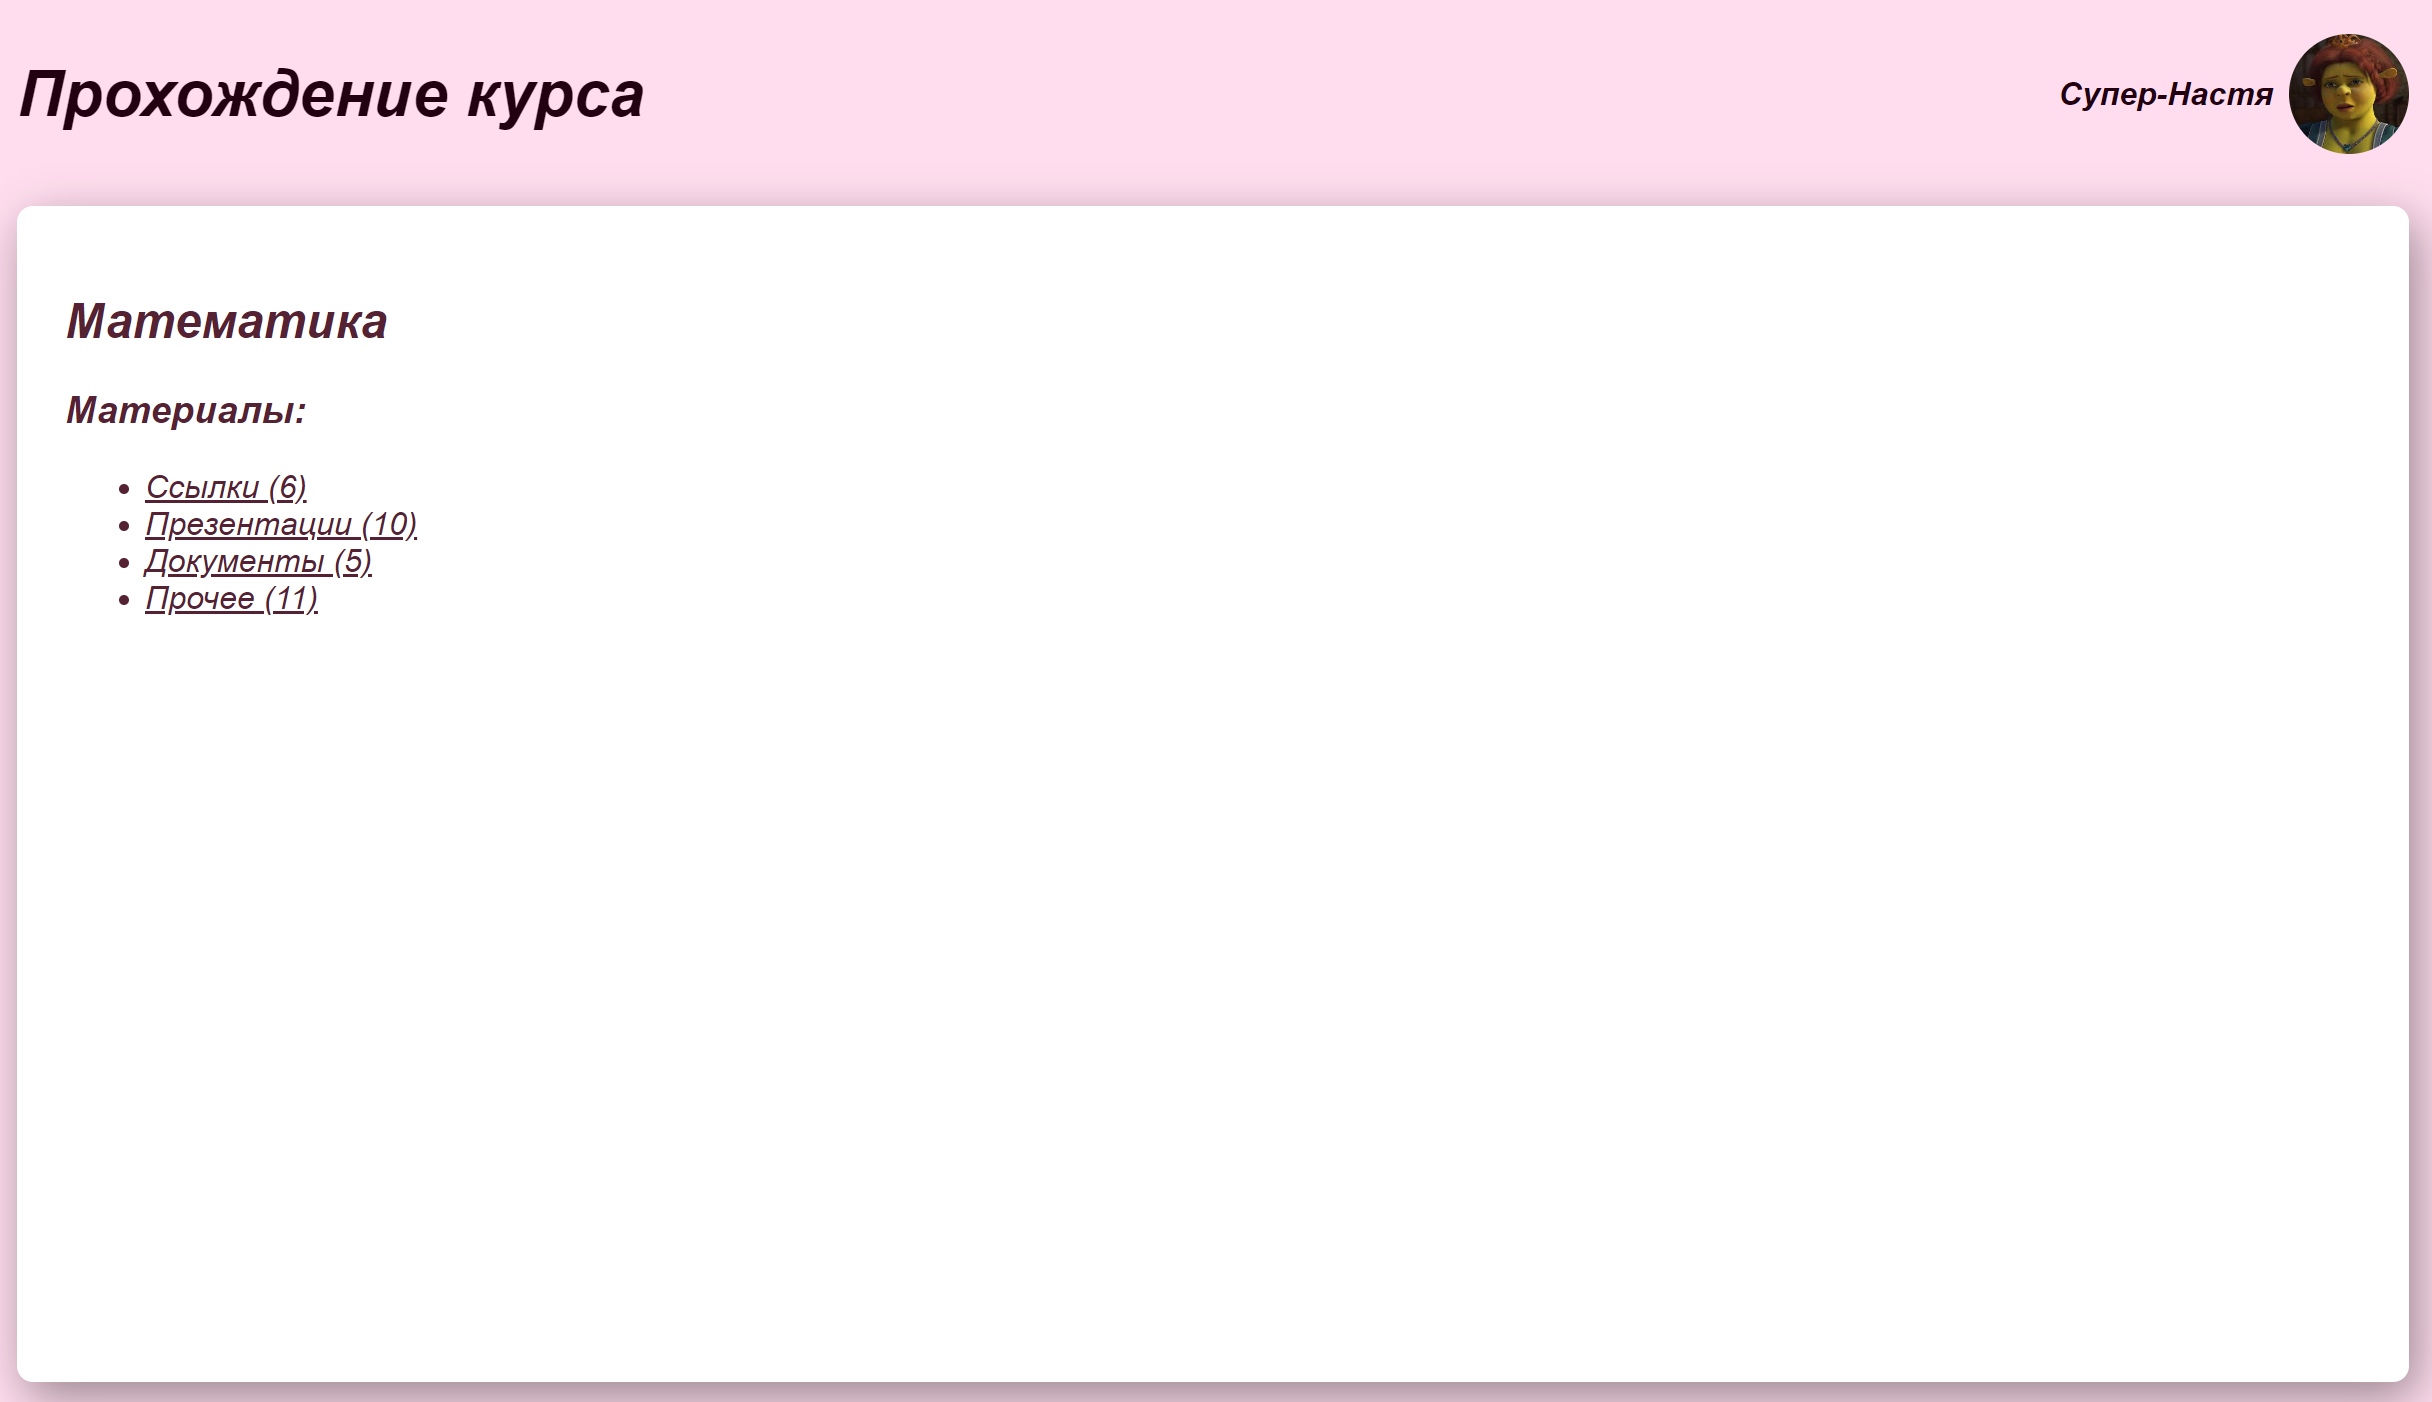 Прохождение курса
Супер-Настя
Математика
Материалы:
Ссылки (6)
Презентации (10)
Документы (5)
Прочее (11)